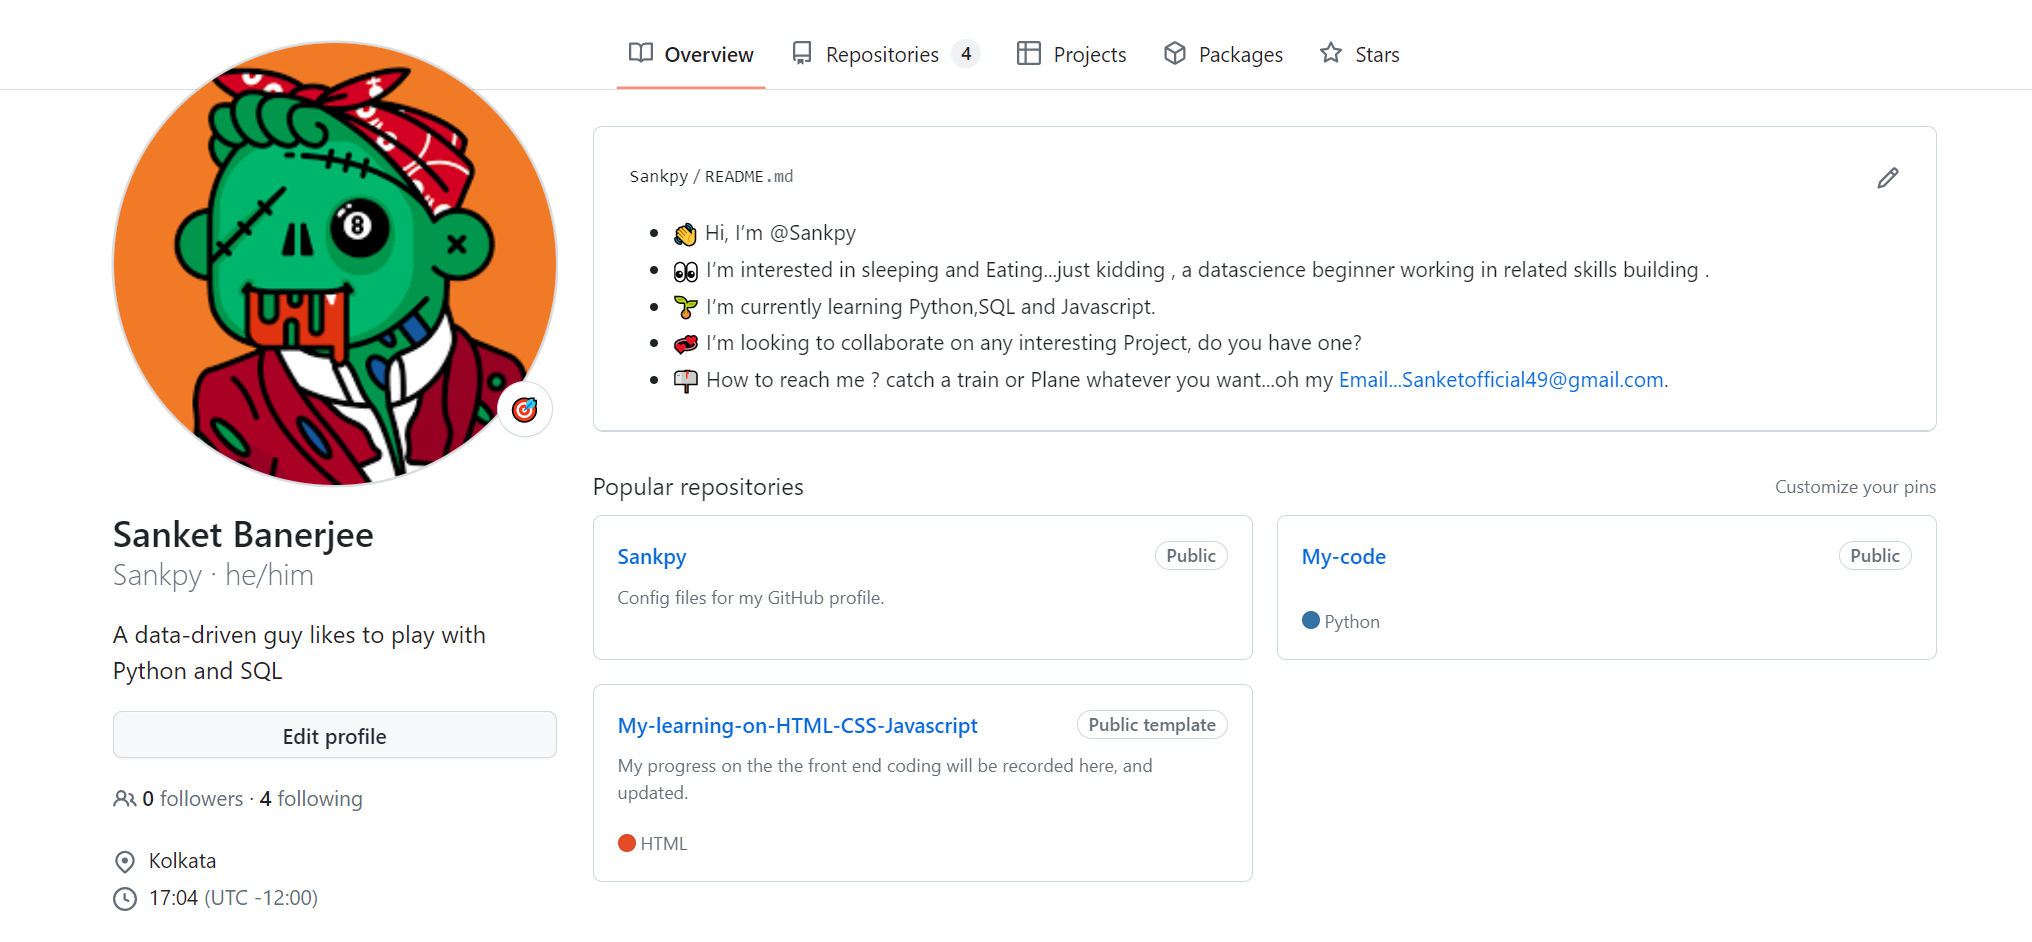 Overview
Repositories 4
Projects
Packages
Stars
8
Sanket Banerjee
Sankpy · he/him
A data-driven guy likes to play with
Python and SQL
Edit profile
0 followers · 4 following
Kolkata
17:04 (UTC -12:00)
Sankpy / README.md
👋 Hi, I’m @Sankpy
👀 I’m interested in sleeping and Eating...just kidding , a datascience beginner working in related skills building .
🌱 I’m currently learning Python,SQL and Javascript.
💞️ I’m looking to collaborate on any interesting Project, do you have one?
📫 How to reach me ? catch a train or Plane whatever you want...oh my Email...Sanketofficial49@gmail.com.
Popular repositories
Customize your pins
Sankpy
Public
Config files for my GitHub profile.
My-code
Public
Python
My-learning-on-HTML-CSS-Javascript
Public template
My progress on the the front end coding will be recorded here, and
updated.
HTML